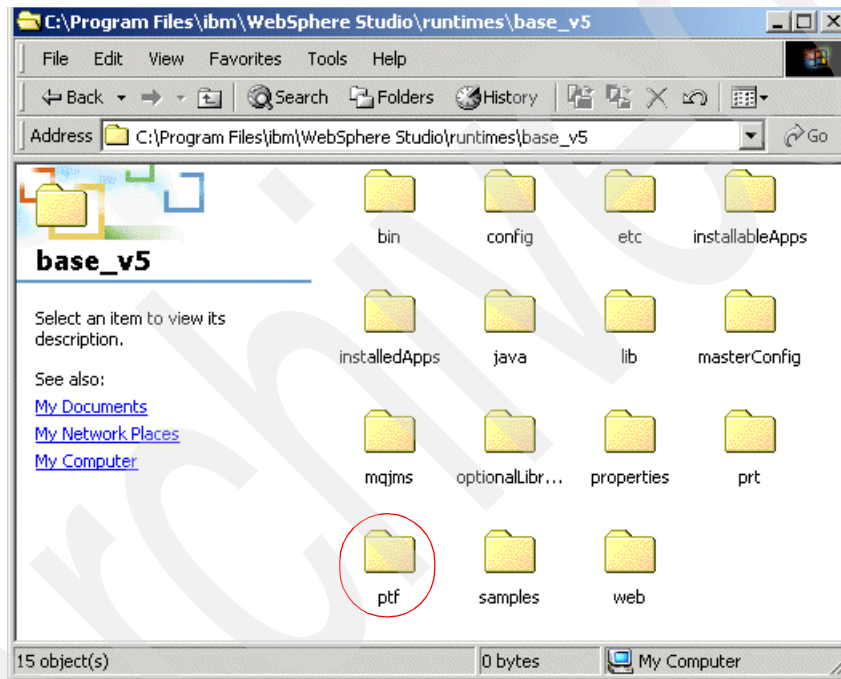 C:\Program Files\ibm\WebSphere Studio\runtimes\base_v5
File Edit View Favorites Tools Help
Back Search Folders History
Address C:\Program Files\ibm\WebSphere Studio\runtimes\base_v5 Go
base_v5
Select an item to view its
description.
See also:
My Documents
My Network Places
My Computer
bin config etc installableApps
installedApps java lib masterConfig
mqjms optionalLibr... properties prt
ptf samples web
15 object(s) 0 bytes My Computer